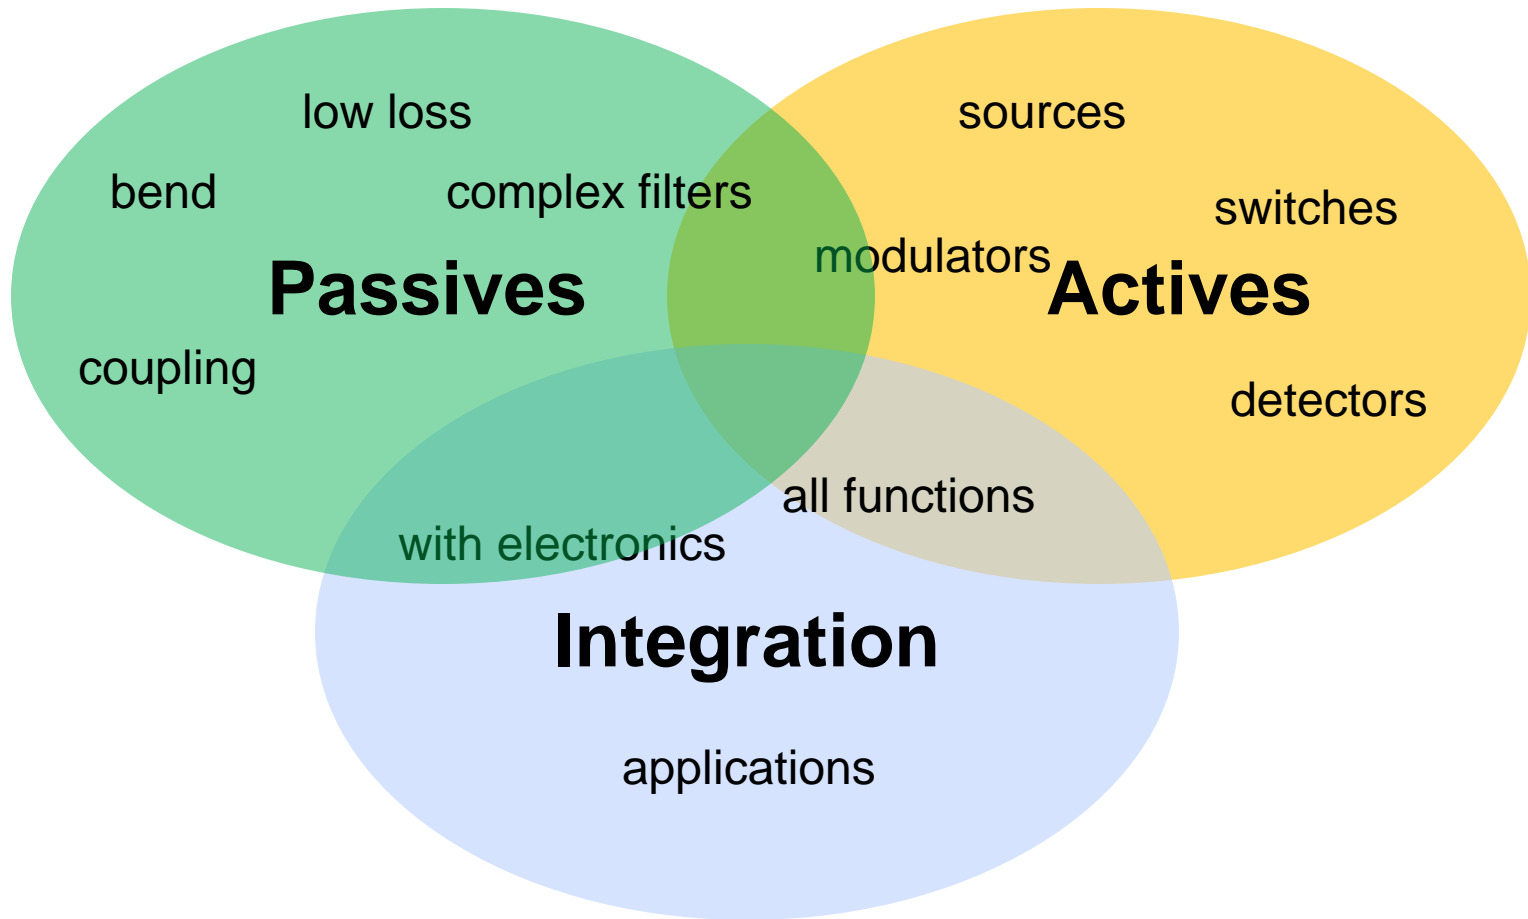 low loss
bend
complex filters
Passives
coupling
sources
switches
modulators
Actives
detectors
all functions
with electronics
Integration
applications